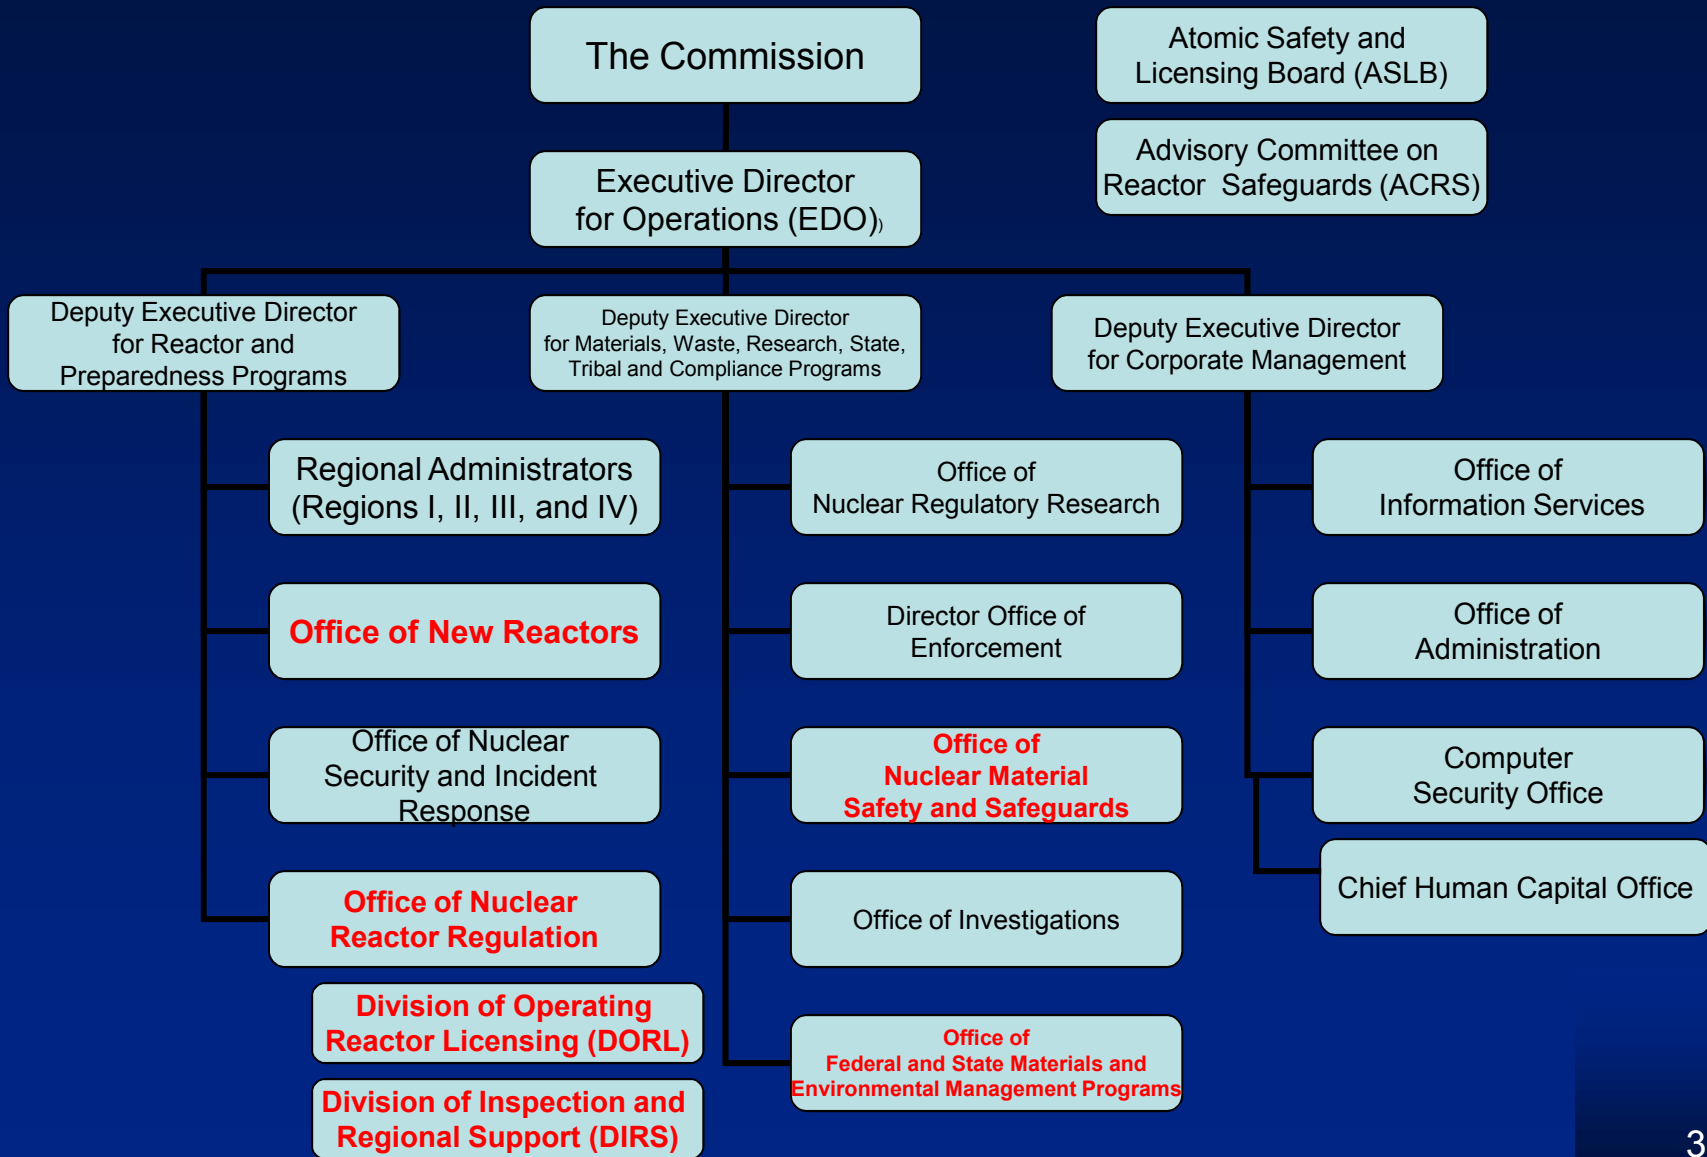 The Commission
Atomic Safety and
Licensing Board (ASLB)
Advisory Committee on
Reactor Safeguards (ACRS)
Executive Director
for Operations (EDO))
Deputy Executive Director
for Reactor and
Preparedness Programs
Deputy Executive Director
for Materials, Waste, Research, State,
Tribal and Compliance Programs
Deputy Executive Director
for Corporate Management
Regional Administrators
(Regions I, II, III, and IV)
Office of New Reactors
Office of Nuclear
Security and Incident
Response
Office of Nuclear
Reactor Regulation
Division of Operating
Reactor Licensing (DORL)
Division of Inspection and
Regional Support (DIRS)
Office of
Nuclear Regulatory Research
Director Office of
Enforcement
Office of
Nuclear Material
Safety and Safeguards
Office of Investigations
Office of
Federal and State Materials and
Environmental Management Programs
Office of
Information Services
Office of
Administration
Computer
Security Office
Chief Human Capital Office
3